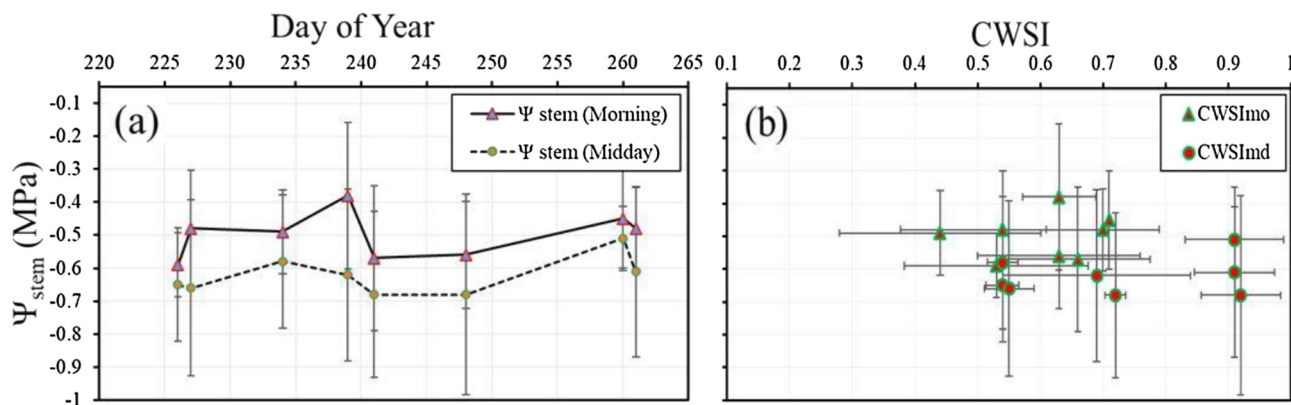 Day of Year
220 225 230 235 240 245 250 255 260 265
-0.1
-0.2
-0.3
-0.4
-0.5
-0.6
-0.7
-0.8
-0.9
-1
Ψstem (MPa)
(a)
Ψ stem (Morning)
Ψ stem (Midday)
CWSI
0.1 0.2 0.3 0.4 0.5 0.6 0.7 0.8 0.9 1
(b)
CWSImo
CWSImd